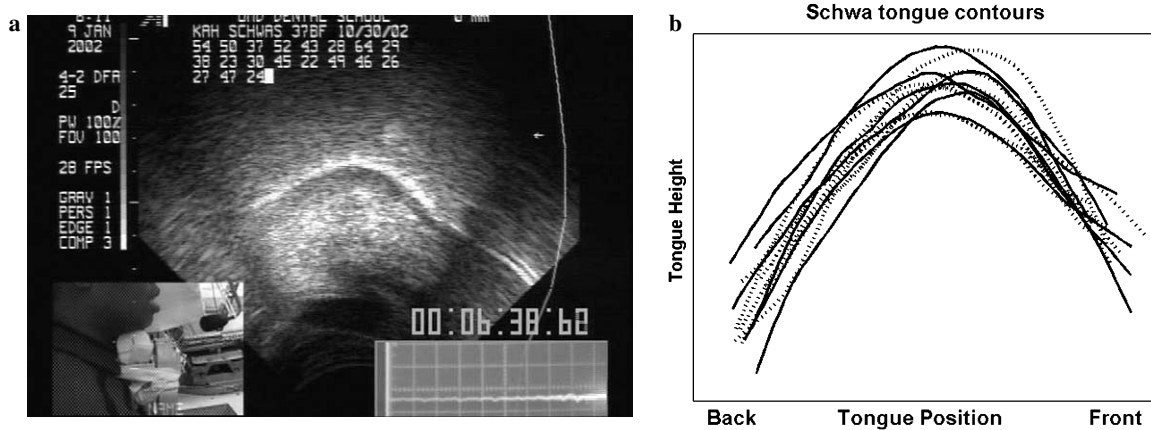 a
9 JAN
2002
4-2 DFA
25
D
PW 100%
FOV 100
28 FPS
GRAV 1
PERS 1
EDGE 1
COMP 3
0 mm
KAH SCHWAS 37BF 10/30/02
54 50 37 52 43 28 64 29
38 23 30 45 22 49 46 26
27 47 24
00:06:38:62
b
Schwa tongue contours
Tongue Height
Back
Tongue Position
Front